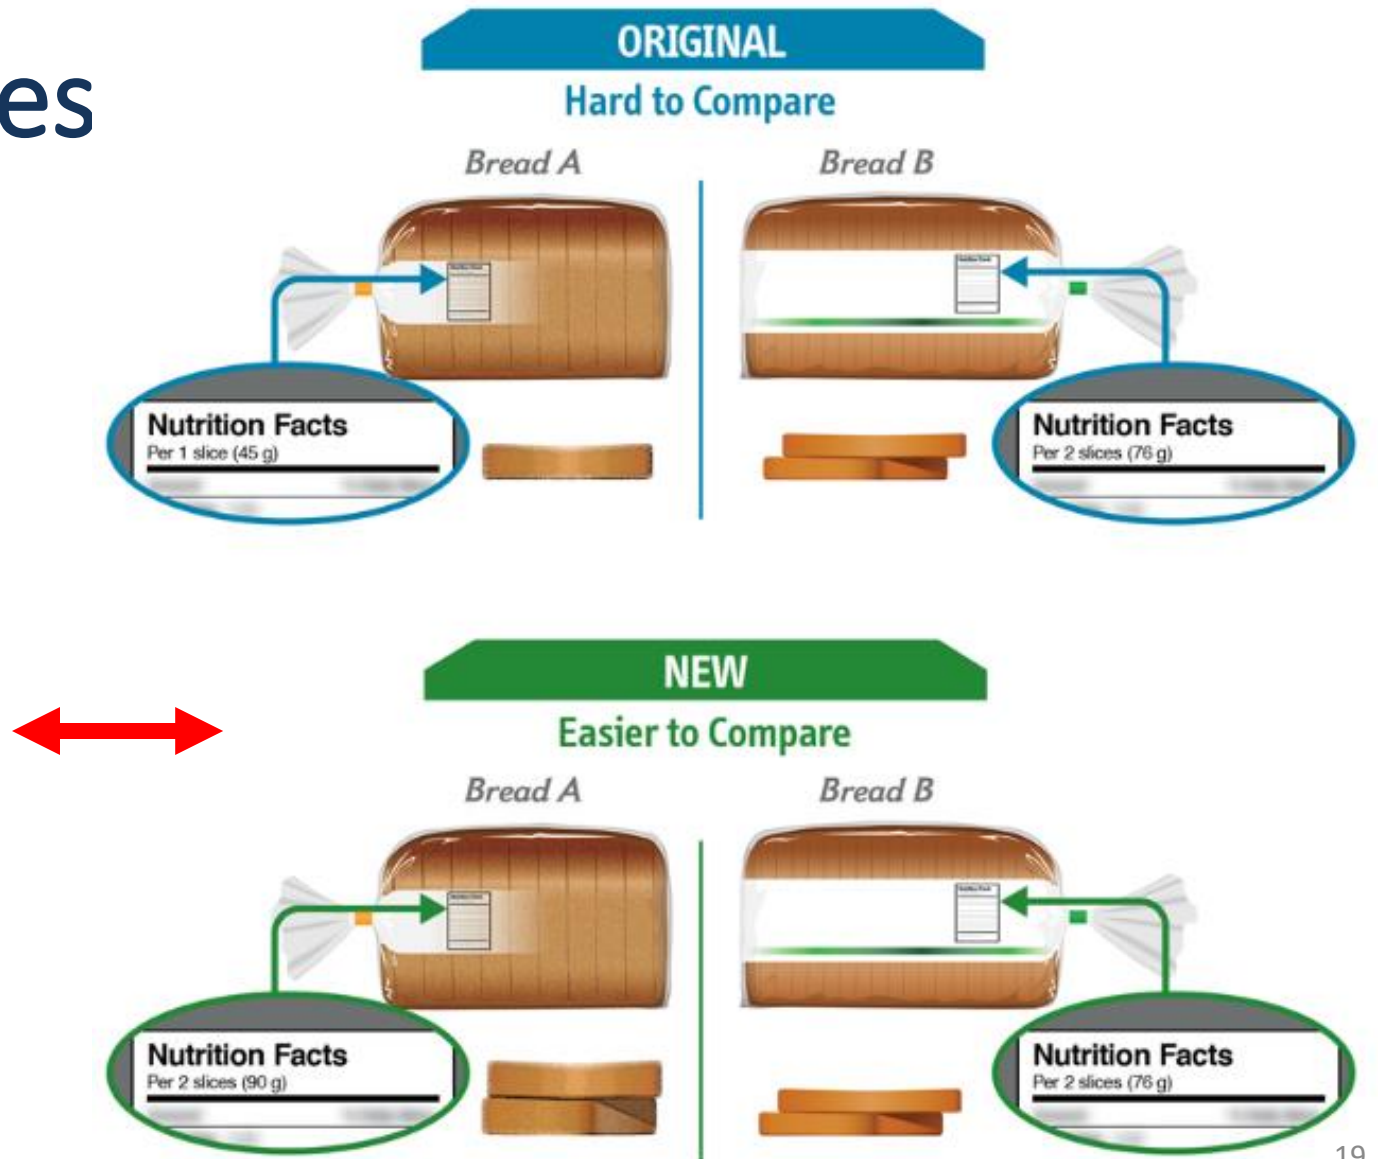 ORIGINAL
es
Hard to Compare
Bread A
Bread B
Nutrition Facts
Per 1 slice (45 g)
Nutrition Facts
Per 2 slices (76 g)
NEW
Easier to Compare
Bread A
Bread B
Nutrition Facts
Per 2 slices (90 g)
Nutrition Facts
Per 2 slices (76 g)
19